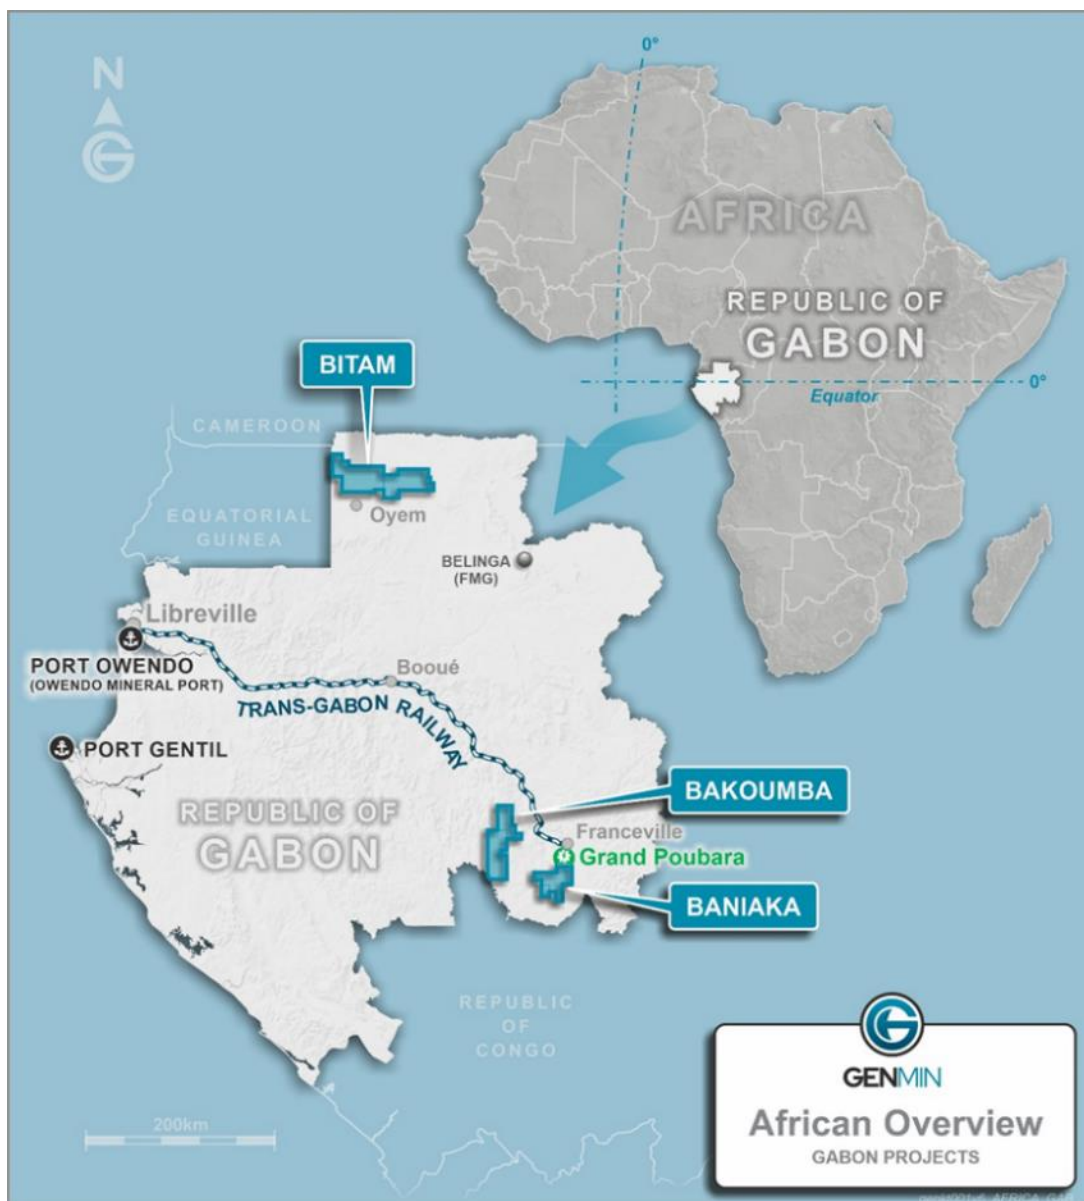 N
0°
AFRICA
REPUBLIC OF
GABON
0°
Equator
BITAM
CAMEROON
EQUATORIAL
GUINEA
Oyem
BELINGA
(FMG)
Libreville
PORT OWENDO
(OWENDO MINERAL PORT)
Booué
TRANS-GABON RAILWAY
PORT GENTIL
REPUBLIC OF
GABON
BAKOUMBA
Franceville
Grand Poubara
BANIAKA
REPUBLIC
OF
CONGO
200km
GENMIN
African Overview
GABON PROJECTS